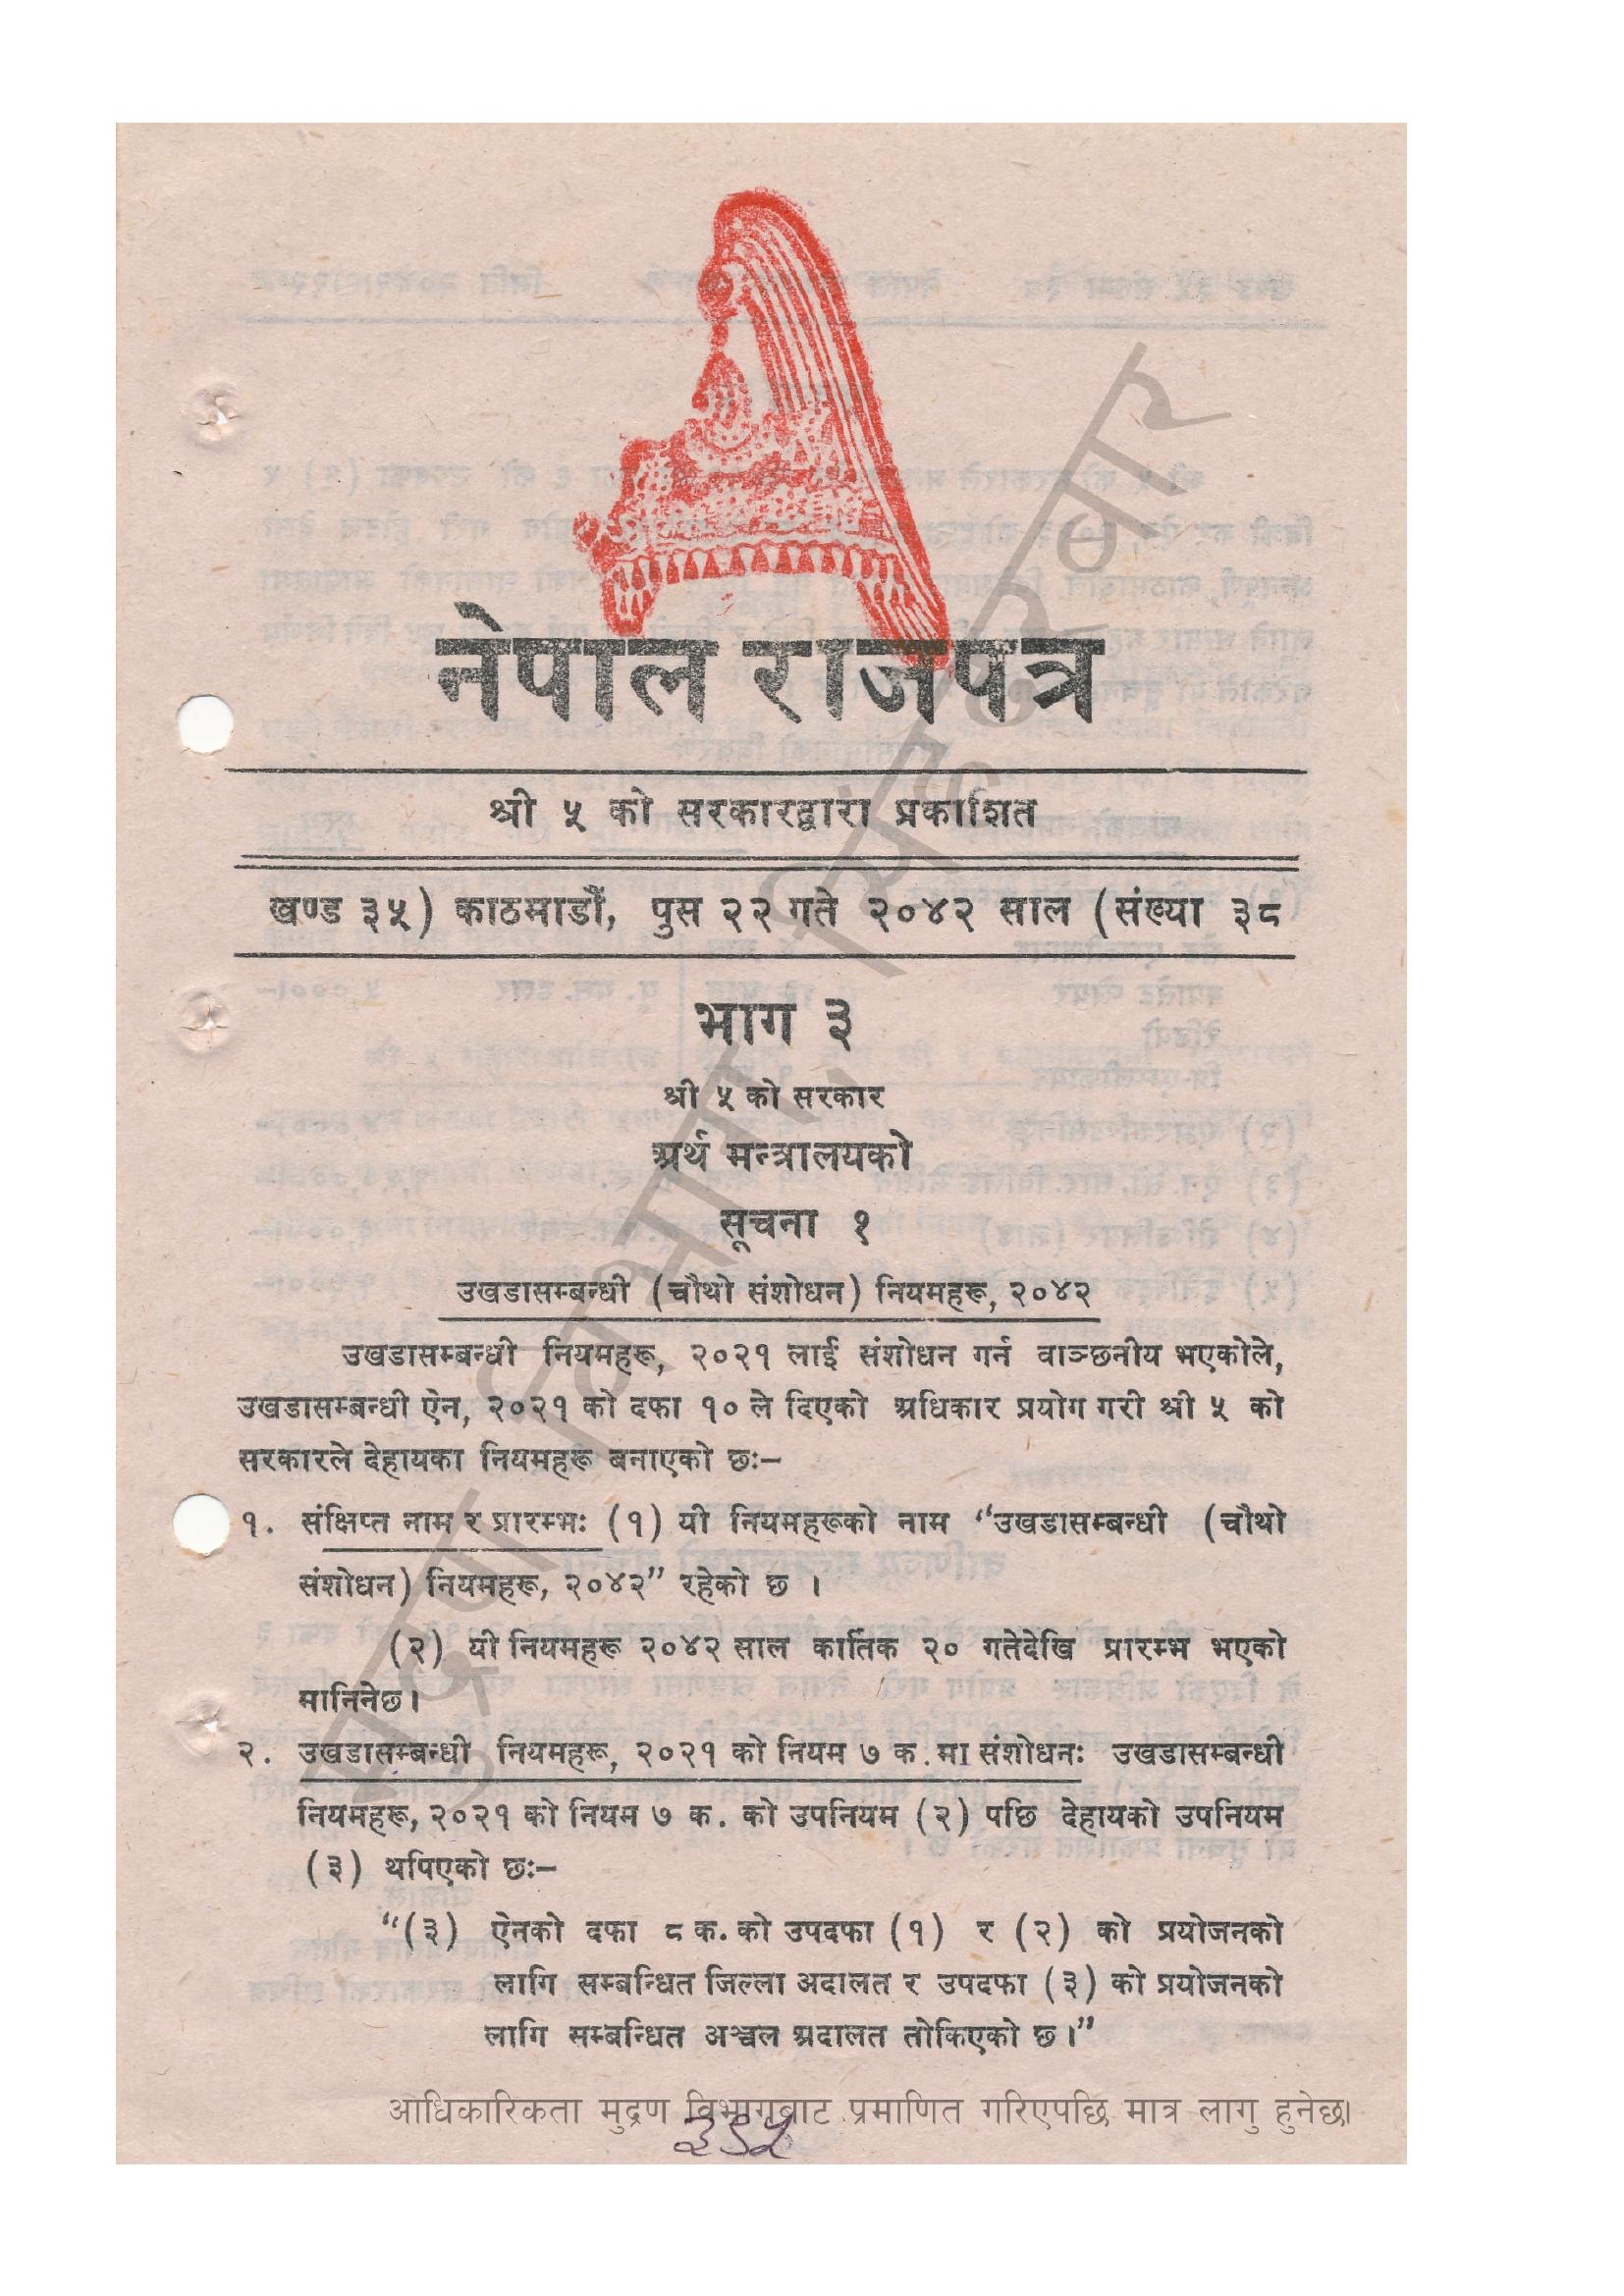 नेपाल राजपत्र
श्री ५ को सरकारद्वारा प्रकाशित
खण्ड ३५) काठमाडौं, पुस २२ गते २०४२ साल (संख्या ३८
भाग ३
श्री ५ को सरकार
अर्थ मन्त्रालयको
सूचना १
उखडासम्बन्धी (चौथो संशोधन) नियमहरू, २०४२
उखडासम्बन्धी नियमहरू, २०२१ लाई संशोधन गर्न वाञ्छनीय भएकोले,
उखडासम्बन्धी ऐन, २०२१ को दफा १० ले दिएको अधिकार प्रयोग गरी श्री ५ को
सरकारले देहायका नियमहरू बनाएको छः–
१. संक्षिप्त नाम र प्रारम्भः (१) यी नियमहरूको नाम “उखडासम्बन्धी (चौथो
संशोधन) नियमहरू, २०४२” रहेको छ ।
(२) यी नियमहरू २०४२ साल कार्तिक २० गतेदेखि प्रारम्भ भएको
मानिनेछ।
२. उखडासम्बन्धी नियमहरू, २०२१ को नियम ७ क.मा संशोधनः उखडासम्बन्धी
नियमहरू, २०२१ को नियम ७ क. को उपनियम (२) पछि देहायको उपनियम
(३) थपिएको छः–
“(३) ऐनको दफा ८ क. को उपदफा (१) र (२) को प्रयोजनको
लागि सम्बन्धित जिल्ला अदालत र उपदफा (३) को प्रयोजनको
लागि सम्बन्धित अञ्चल अदालत तोकिएको छ।”
मुद्रण विभाग, सिंहदरबार
आधिकारिकता मुद्रण विभागबाट प्रमाणित गरिएपछि मात्र लागु हुनेछ।